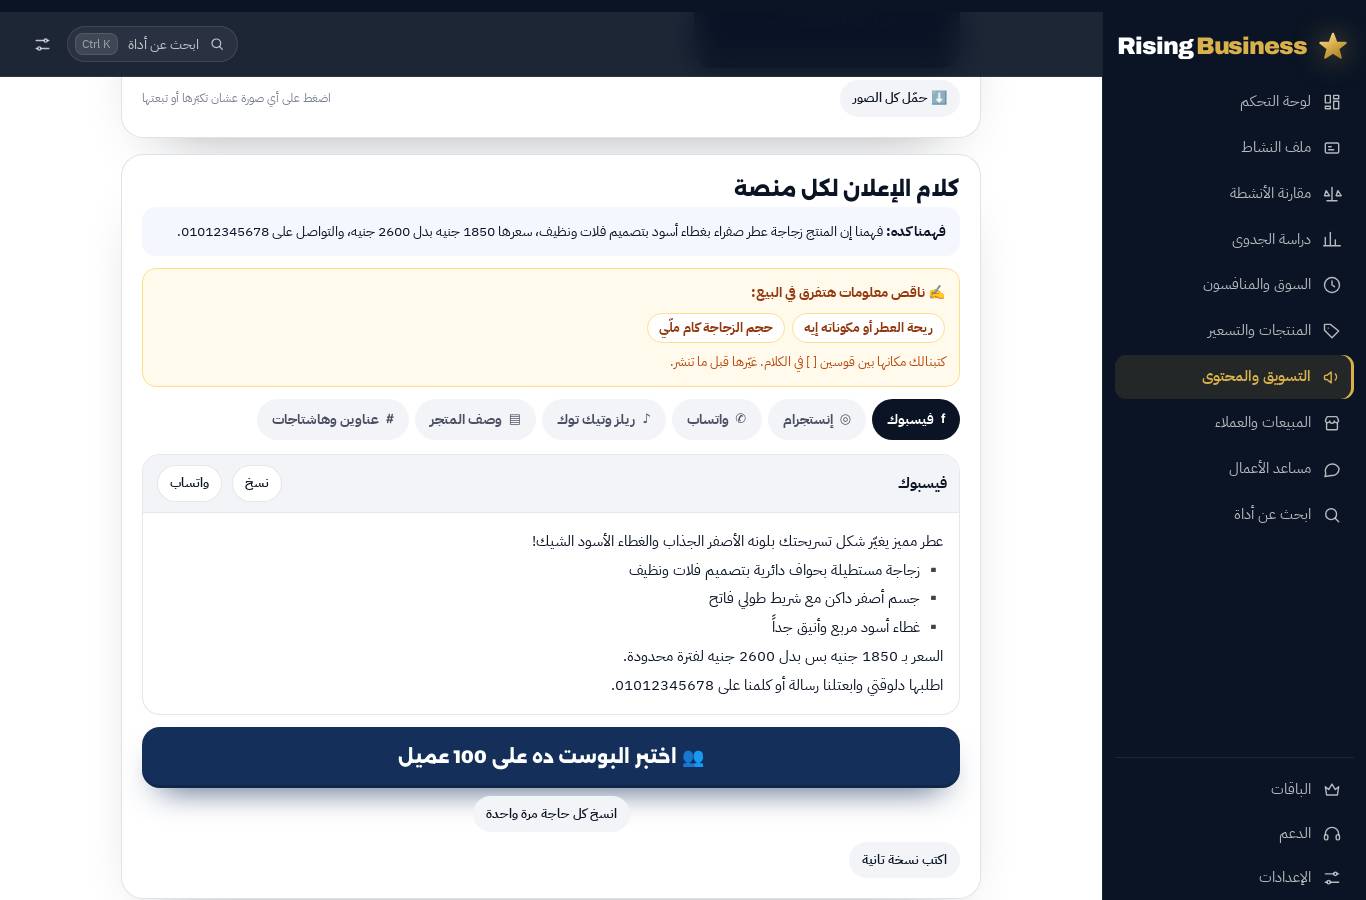 Rising Business
لوحة التحكم
ملف النشاط
مقارنة الأنشطة
دراسة الجدوى
السوق والمنافسون
المنتجات والتسعير
التسويق والمحتوى
المبيعات والعملاء
مساعد الأعمال
ابحث عن أداة
الباقات
الدعم
الإعدادات
ابحث عن أداة Ctrl K
⬇️ حمّل كل الصور
اضغط على أي صورة عشان تكبّرها أو تبعتها
كلام الإعلان لكل منصة
فهمنا كده: فهمنا إن المنتج زجاجة عطر صفراء بغطاء أسود بتصميم فلات ونظيف، سعرها 1850 جنيه بدل 2600 جنيه، والتواصل على 01012345678.
✍️ ناقص معلومات هتفرق في البيع:
ريحة العطر أو مكوناته إيه
حجم الزجاجة كام ملّي
كتبنالك مكانها بين قوسين [ ] في الكلام. غيّرها قبل ما تنشر.
f فيسبوك
◎ إنستجرام
✆ واتساب
♪ ريلز وتيك توك
▤ وصف المتجر
# عناوين وهاشتاجات
فيسبوك
نسخ
واتساب
عطر مميز يغيّر شكل تسريحتك بلونه الأصفر الجذاب والغطاء الأسود الشيك!
▪ زجاجة مستطيلة بحواف دائرية بتصميم فلات ونظيف
▪ جسم أصفر داكن مع شريط طولي فاتح
▪ غطاء أسود مربع وأنيق جداً
السعر بـ 1850 جنيه بس بدل 2600 جنيه لفترة محدودة.
اطلبها دلوقتي وابعتلنا رسالة أو كلمنا على 01012345678.
👥 اختبر البوست ده على 100 عميل
انسخ كل حاجة مرة واحدة
اكتب نسخة تانية